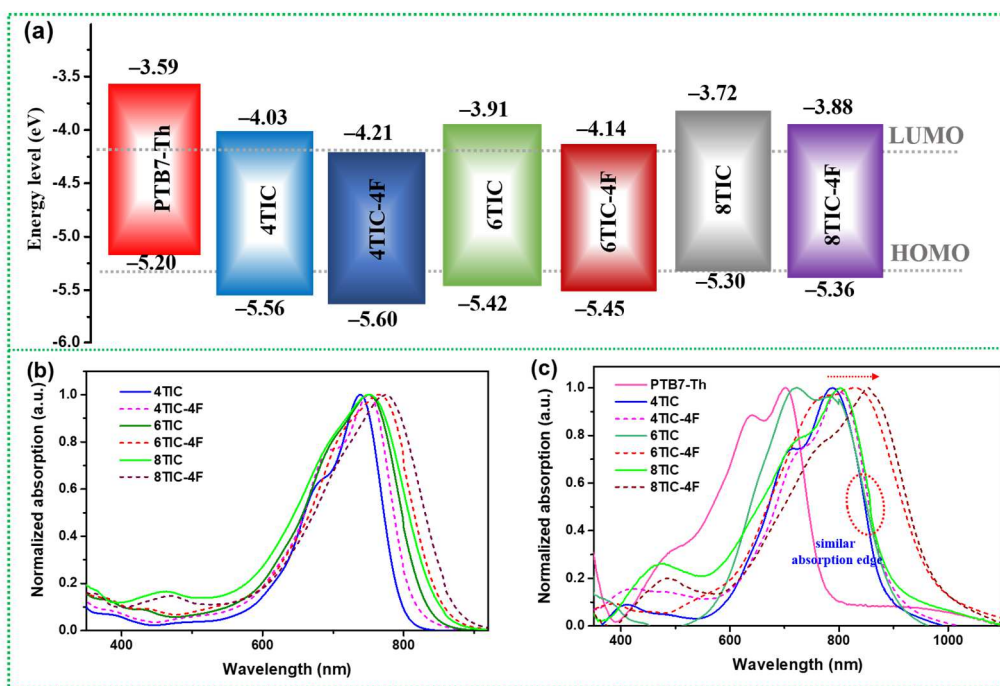 (a)
Energy level (eV)
-3.5
-4.0
-4.5
-5.0
-5.5
-6.0
–3.59
PTB7-Th
–5.20
–4.03
4TIC
–5.56
–4.21
4TIC-4F
–5.60
–3.91
6TIC
–5.42
–4.14
6TIC-4F
–5.45
–3.72
8TIC
–5.30
–3.88
8TIC-4F
–5.36
LUMO
HOMO
(b)
Normalized absorption (a.u.)
1.0
0.8
0.6
0.4
0.2
0.0
4TIC
4TIC-4F
6TIC
6TIC-4F
8TIC
8TIC-4F
400 600 800
Wavelength (nm)
(c)
Normalized absorption (a.u.)
1.0
0.8
0.6
0.4
0.2
0.0
PTB7-Th
4TIC
4TIC-4F
6TIC
6TIC-4F
8TIC
8TIC-4F
similar
absorption edge
400 600 800 1000
Wavelength (nm)